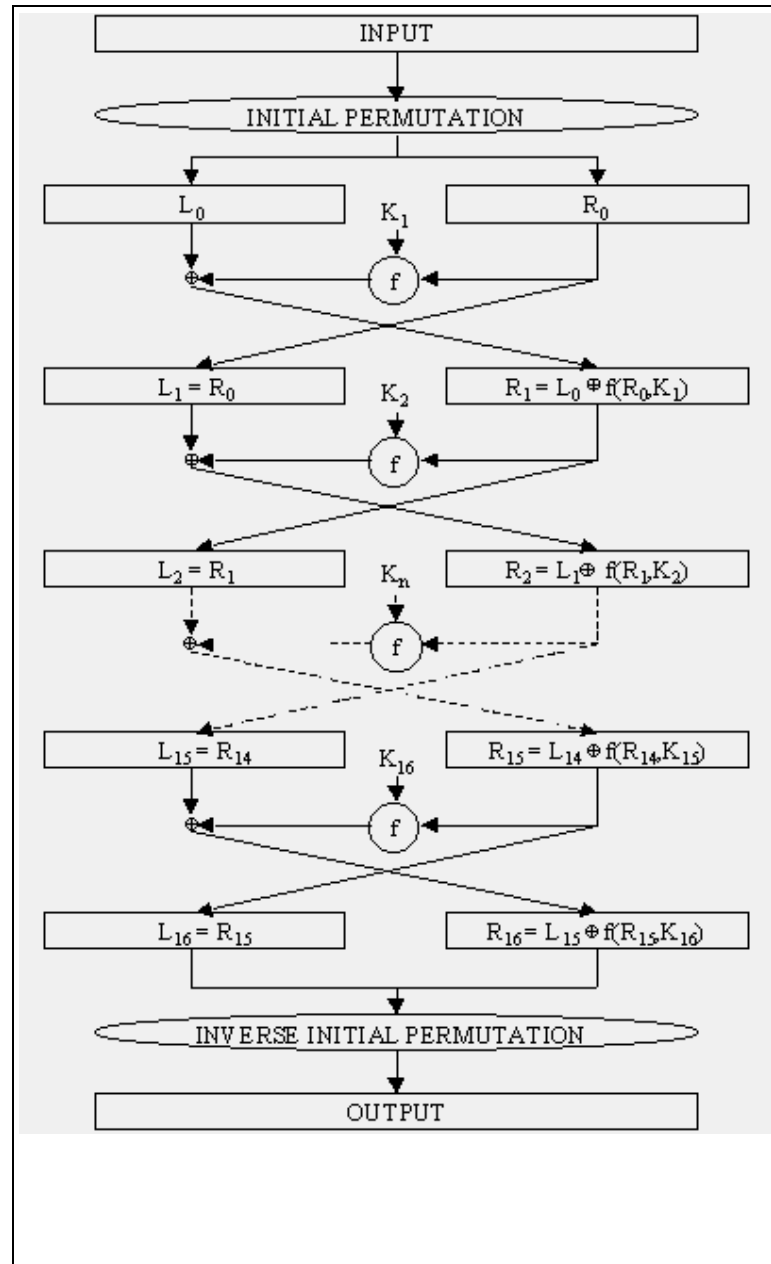 INPUT
INITIAL PERMUTATION
L₀
K₁
R₀
⊕
f
L₁ = R₀
K₂
R₁ = L₀ ⊕ f(R₀,K₁)
⊕
f
L₂ = R₁
Kₙ
R₂ = L₁⊕ f(R₁,K₂)
⊕
f
L₁₅ = R₁₄
K₁₆
R₁₅ = L₁₄ ⊕ f(R₁₄,K₁₅)
⊕
f
L₁₆ = R₁₅
R₁₆ = L₁₅ ⊕ f(R₁₅,K₁₆)
INVERSE INITIAL PERMUTATION
OUTPUT